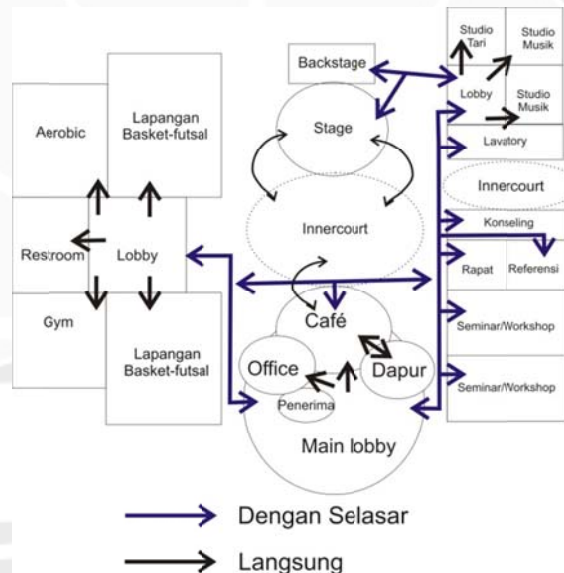 Aerobic
Lapangan
Basket-futsal
Restroom
Lobby
Gym
Lapangan
Basket-futsal
Backstage
Stage
Innercourt
Café
Office
Dapur
Penerima
Main lobby
Studio
Tari
Studio
Musik
Lobby
Studio
Musik
Lavatory
Innercourt
Konseling
Rapat
Referensi
Seminar/Workshop
Seminar/Workshop
Dengan Selasar
Langsung